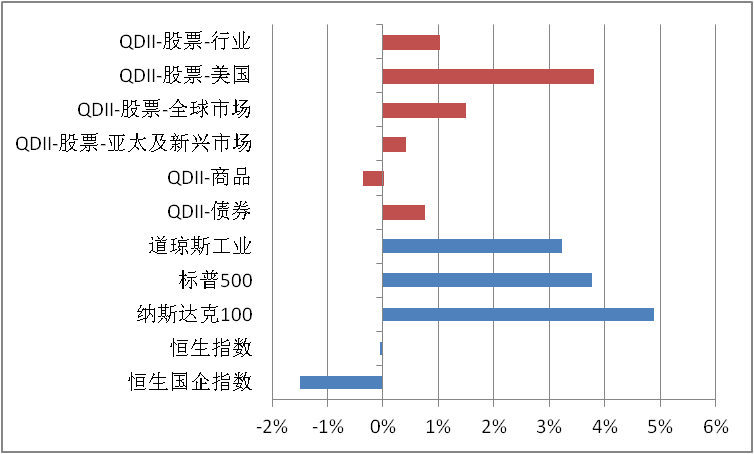 QDII-股票-行业
QDII-股票-美国
QDII-股票-全球市场
QDII-股票-亚太及新兴市场
QDII-商品
QDII-债券
道琼斯工业
标普500
纳斯达克100
恒生指数
恒生国企指数
-2% -1% 0% 1% 2% 3% 4% 5% 6%